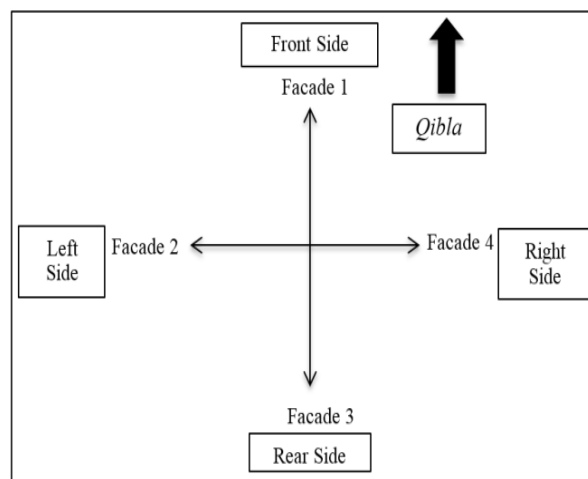 Front Side
Facade 1
Qibla
Left
Side
Facade 2
Facade 4
Right
Side
Facade 3
Rear Side